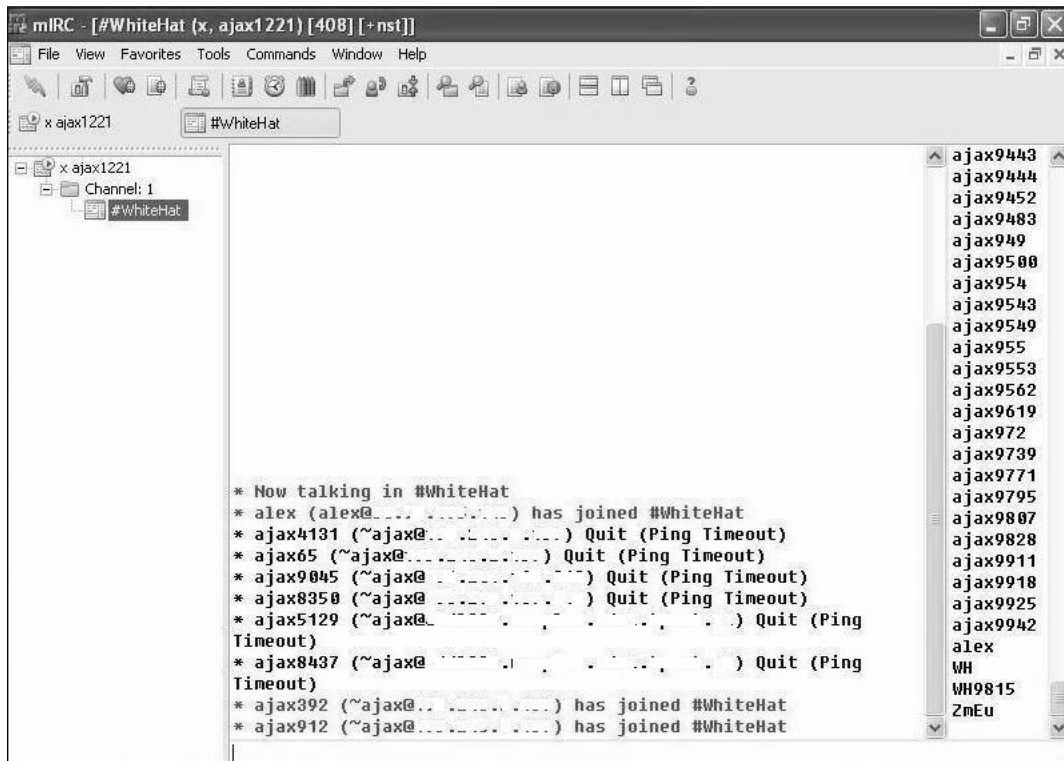 mIRC - [#WhiteHat (x, ajax1221) [408] [+nst]]
File View Favorites Tools Commands Window Help
x ajax1221 #WhiteHat
x ajax1221
Channel: 1
#WhiteHat
* Now talking in #WhiteHat
* alex (alex@ ) has joined #WhiteHat
* ajax4131 (~ajax@ ) Quit (Ping Timeout)
* ajax65 (~ajax@ ) Quit (Ping Timeout)
* ajax9045 (~ajax@ ) Quit (Ping Timeout)
* ajax8350 (~ajax@ ) Quit (Ping Timeout)
* ajax5129 (~ajax@ ) Quit (Ping
Timeout)
* ajax8437 (~ajax@ ) Quit (Ping
Timeout)
* ajax392 (~ajax@ ) has joined #WhiteHat
* ajax912 (~ajax@ ) has joined #WhiteHat
ajax9443
ajax9444
ajax9452
ajax9483
ajax949
ajax9500
ajax954
ajax9543
ajax9549
ajax955
ajax9553
ajax9562
ajax9619
ajax972
ajax9739
ajax9771
ajax9795
ajax9807
ajax9828
ajax9911
ajax9918
ajax9925
ajax9942
alex
WH
WH9815
ZmEu